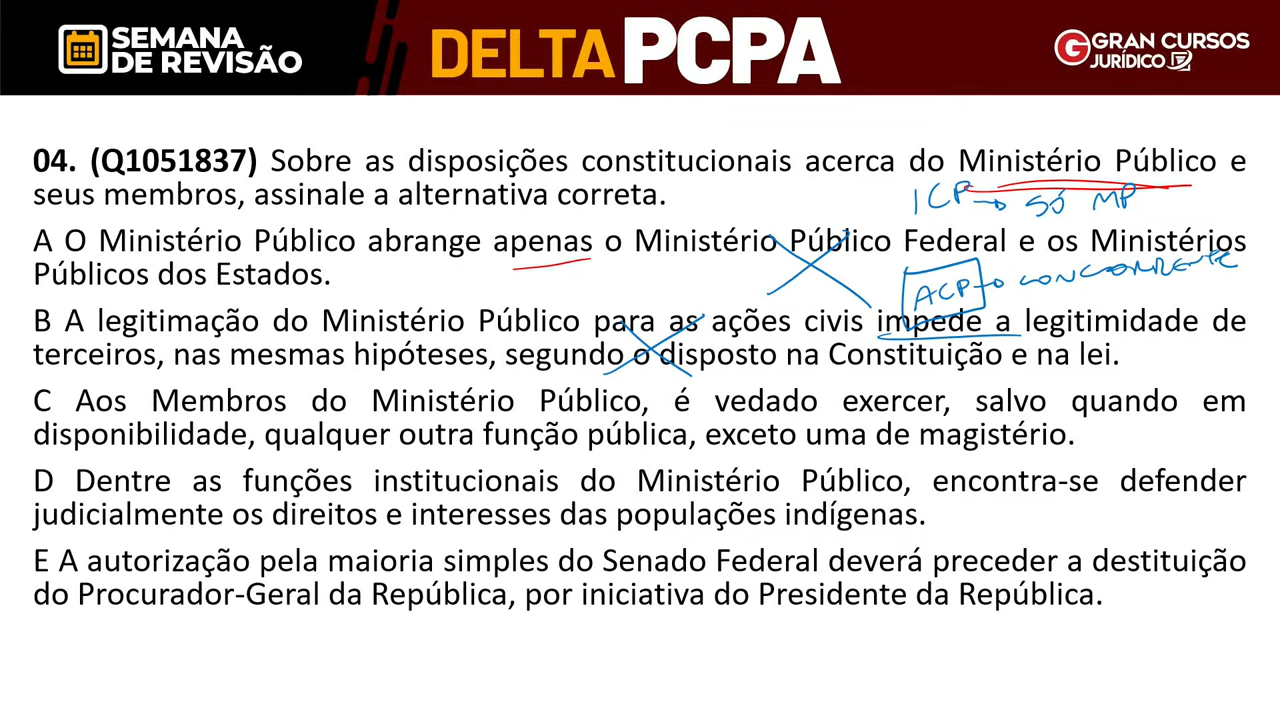 SEMANA
DE REVISÃO
DELTA PCPA
GRAN CURSOS
JURÍDICO
04. (Q1051837) Sobre as disposições constitucionais acerca do Ministério Público e
seus membros, assinale a alternativa correta.
ICP → SÓ MP
A O Ministério Público abrange apenas o Ministério Público Federal e os Ministérios
Públicos dos Estados.
ACP → CONCORRENTE
B A legitimação do Ministério Público para as ações civis impede a legitimidade de
terceiros, nas mesmas hipóteses, segundo o disposto na Constituição e na lei.
C Aos Membros do Ministério Público, é vedado exercer, salvo quando em
disponibilidade, qualquer outra função pública, exceto uma de magistério.
D Dentre as funções institucionais do Ministério Público, encontra-se defender
judicialmente os direitos e interesses das populações indígenas.
E A autorização pela maioria simples do Senado Federal deverá preceder a destituição
do Procurador-Geral da República, por iniciativa do Presidente da República.